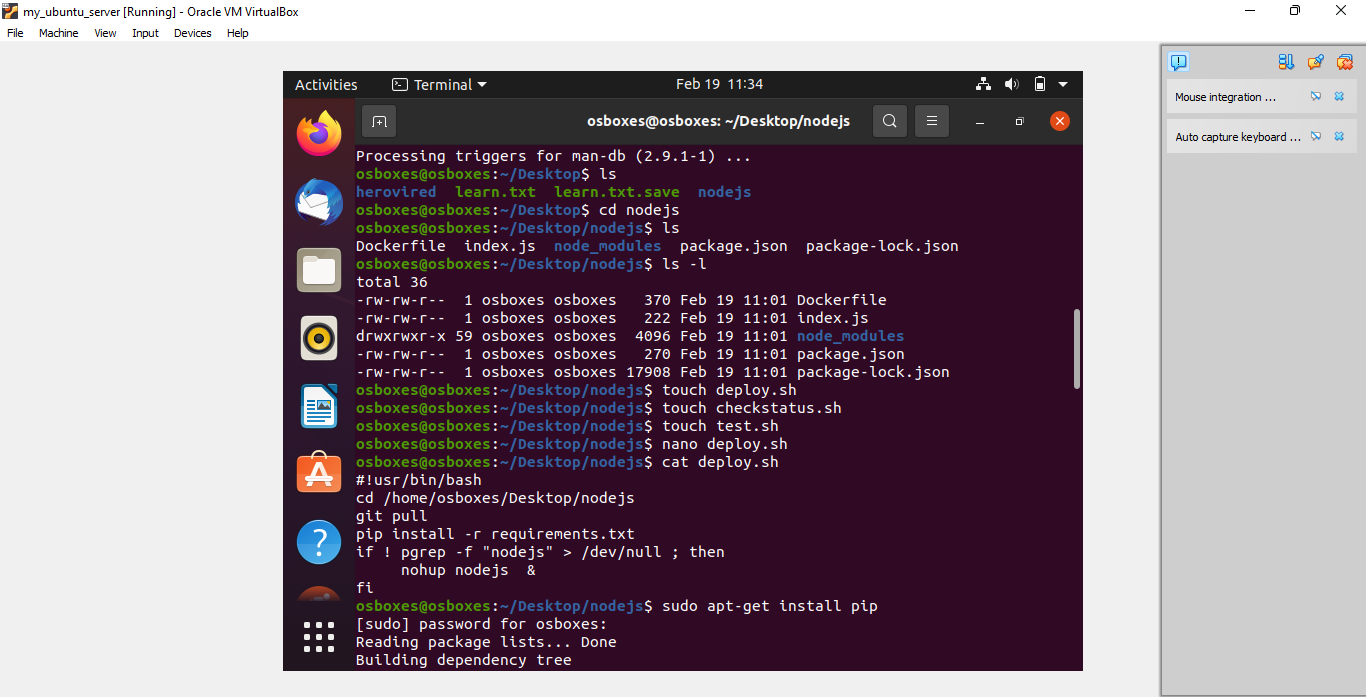 my_ubuntu_server [Running] - Oracle VM VirtualBox
File Machine View Input Devices Help
Activities Terminal Feb 19 11:34
osboxes@osboxes: ~/Desktop/nodejs
Mouse integration ...
Auto capture keyboard ...
Processing triggers for man-db (2.9.1-1) ...
osboxes@osboxes:~/Desktop$ ls
herovired learn.txt learn.txt.save nodejs
osboxes@osboxes:~/Desktop$ cd nodejs
osboxes@osboxes:~/Desktop/nodejs$ ls
Dockerfile index.js node_modules package.json package-lock.json
osboxes@osboxes:~/Desktop/nodejs$ ls -l
total 36
-rw-rw-r-- 1 osboxes osboxes 370 Feb 19 11:01 Dockerfile
-rw-rw-r-- 1 osboxes osboxes 222 Feb 19 11:01 index.js
drwxrwxr-x 59 osboxes osboxes 4096 Feb 19 11:01 node_modules
-rw-rw-r-- 1 osboxes osboxes 270 Feb 19 11:01 package.json
-rw-rw-r-- 1 osboxes osboxes 17908 Feb 19 11:01 package-lock.json
osboxes@osboxes:~/Desktop/nodejs$ touch deploy.sh
osboxes@osboxes:~/Desktop/nodejs$ touch checkstatus.sh
osboxes@osboxes:~/Desktop/nodejs$ touch test.sh
osboxes@osboxes:~/Desktop/nodejs$ nano deploy.sh
osboxes@osboxes:~/Desktop/nodejs$ cat deploy.sh
#!usr/bin/bash
cd /home/osboxes/Desktop/nodejs
git pull
pip install -r requirements.txt
if ! pgrep -f "nodejs" > /dev/null ; then
     nohup nodejs  &
fi
osboxes@osboxes:~/Desktop/nodejs$ sudo apt-get install pip
[sudo] password for osboxes:
Reading package lists... Done
Building dependency tree